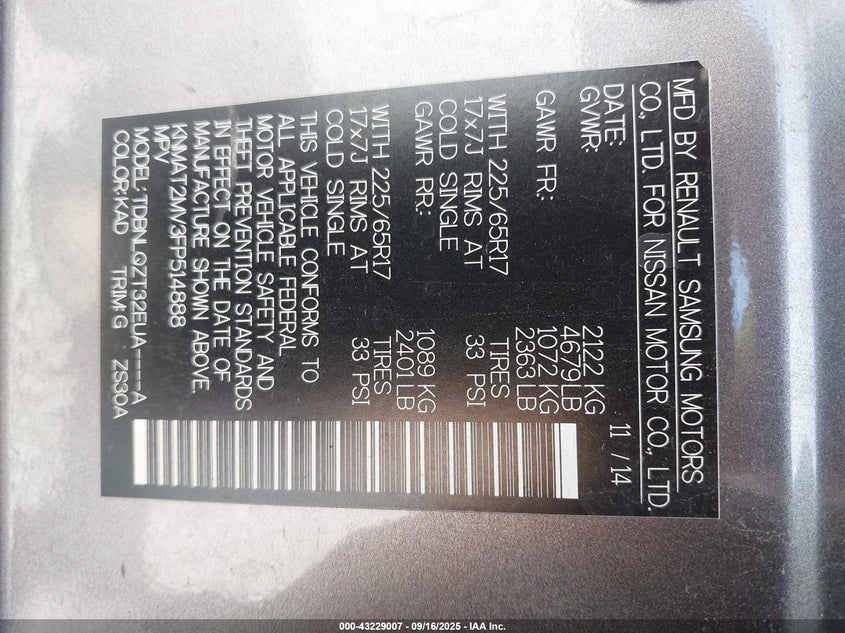 MFD BY RENAULT SAMSUNG MOTORS
CO., LTD. FOR NISSAN MOTOR CO., LTD.
DATE: 11 / 14
GVWR: 2122 KG
4679 LB
GAWR FR: 1072 KG
2363 LB
WITH 225/65R17 TIRES
17x7J RIMS AT 33 PSI
COLD SINGLE
GAWR RR: 1089 KG
2401 LB
WITH 225/65R17 TIRES
17x7J RIMS AT 33 PSI
COLD SINGLE
THIS VEHICLE CONFORMS TO
ALL APPLICABLE FEDERAL
MOTOR VEHICLE SAFETY AND
THEFT PREVENTION STANDARDS
IN EFFECT ON THE DATE OF
MANUFACTURE SHOWN ABOVE.
KNMAT2MV3FP514888
MPV
MODEL: TDBNLQZT32EUA----A
COLOR:KAD TRIM:G ZS30A
000-43229007 - 09/16/2025 - IAA Inc.